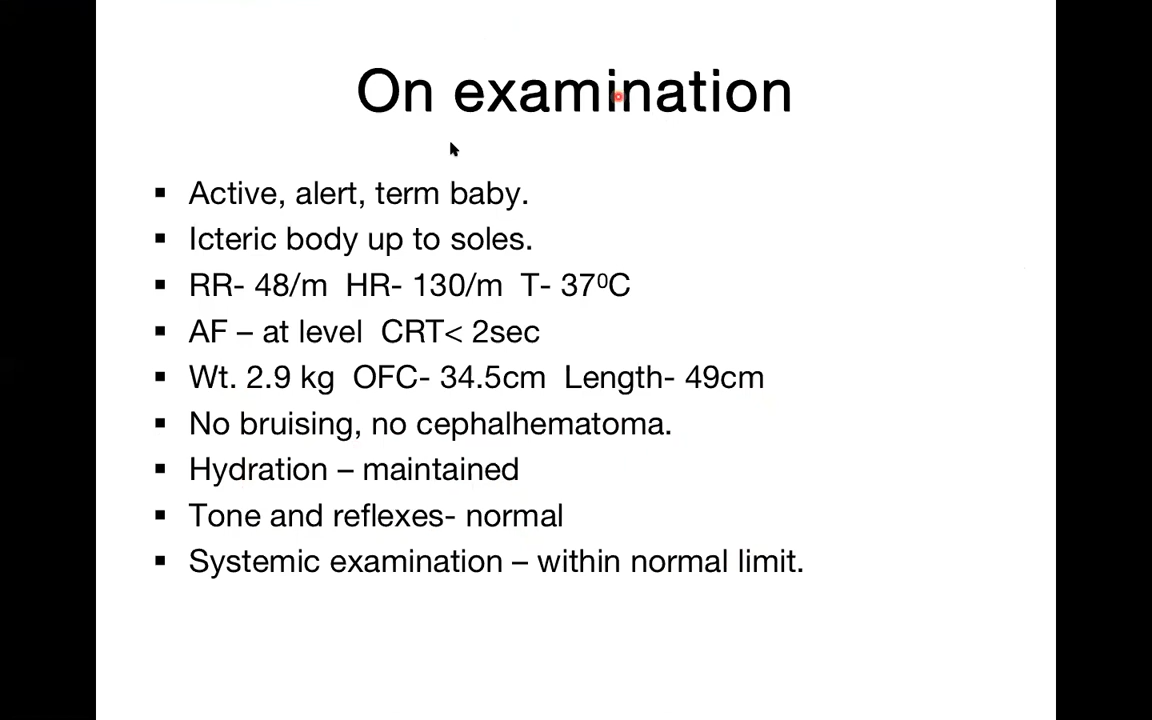 On examination
▪ Active, alert, term baby.
▪ Icteric body up to soles.
▪ RR- 48/m HR- 130/m T- 37⁰C
▪ AF – at level CRT< 2sec
▪ Wt. 2.9 kg OFC- 34.5cm Length- 49cm
▪ No bruising, no cephalhematoma.
▪ Hydration – maintained
▪ Tone and reflexes- normal
▪ Systemic examination – within normal limit.